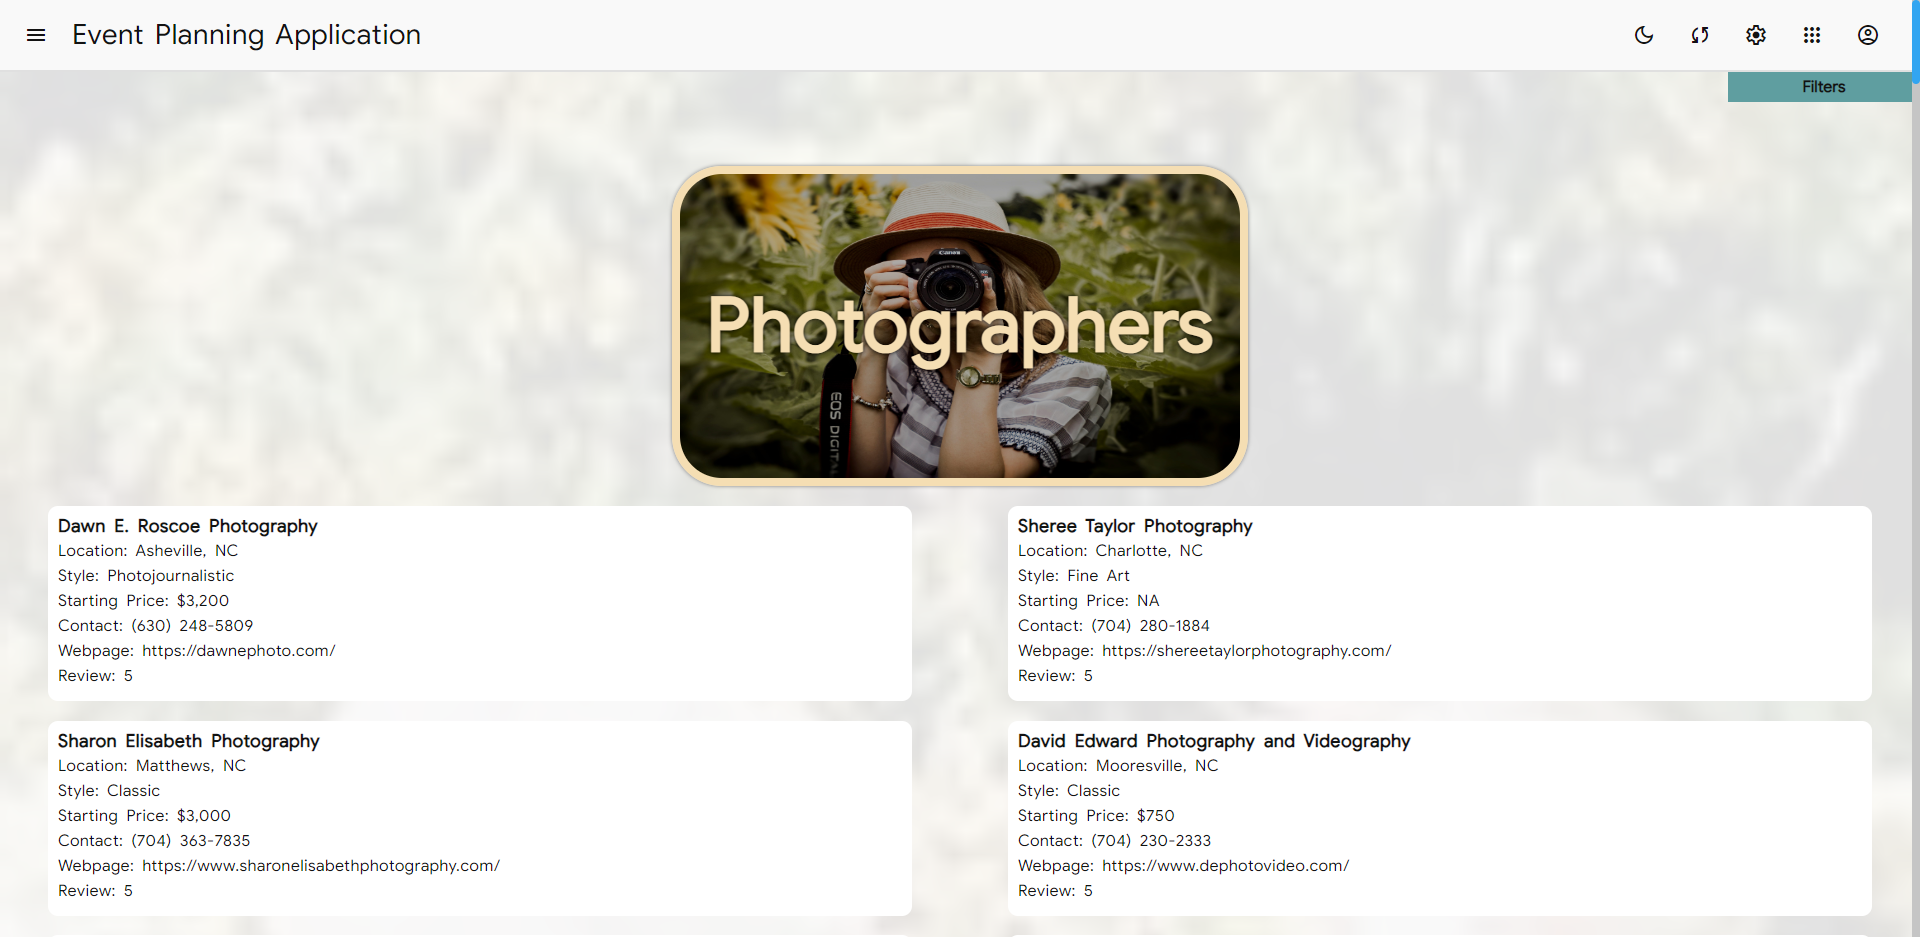 Event Planning Application
Filters
Canon
Photographers
EOS DIGITAL
Dawn E. Roscoe Photography
Location: Asheville, NC
Style: Photojournalistic
Starting Price: $3,200
Contact: (630) 248-5809
Webpage: https://dawnephoto.com/
Review: 5
Sheree Taylor Photography
Location: Charlotte, NC
Style: Fine Art
Starting Price: NA
Contact: (704) 280-1884
Webpage: https://shereetaylorphotography.com/
Review: 5
Sharon Elisabeth Photography
Location: Matthews, NC
Style: Classic
Starting Price: $3,000
Contact: (704) 363-7835
Webpage: https://www.sharonelisabethphotography.com/
Review: 5
David Edward Photography and Videography
Location: Mooresville, NC
Style: Classic
Starting Price: $750
Contact: (704) 230-2333
Webpage: https://www.dephotovideo.com/
Review: 5